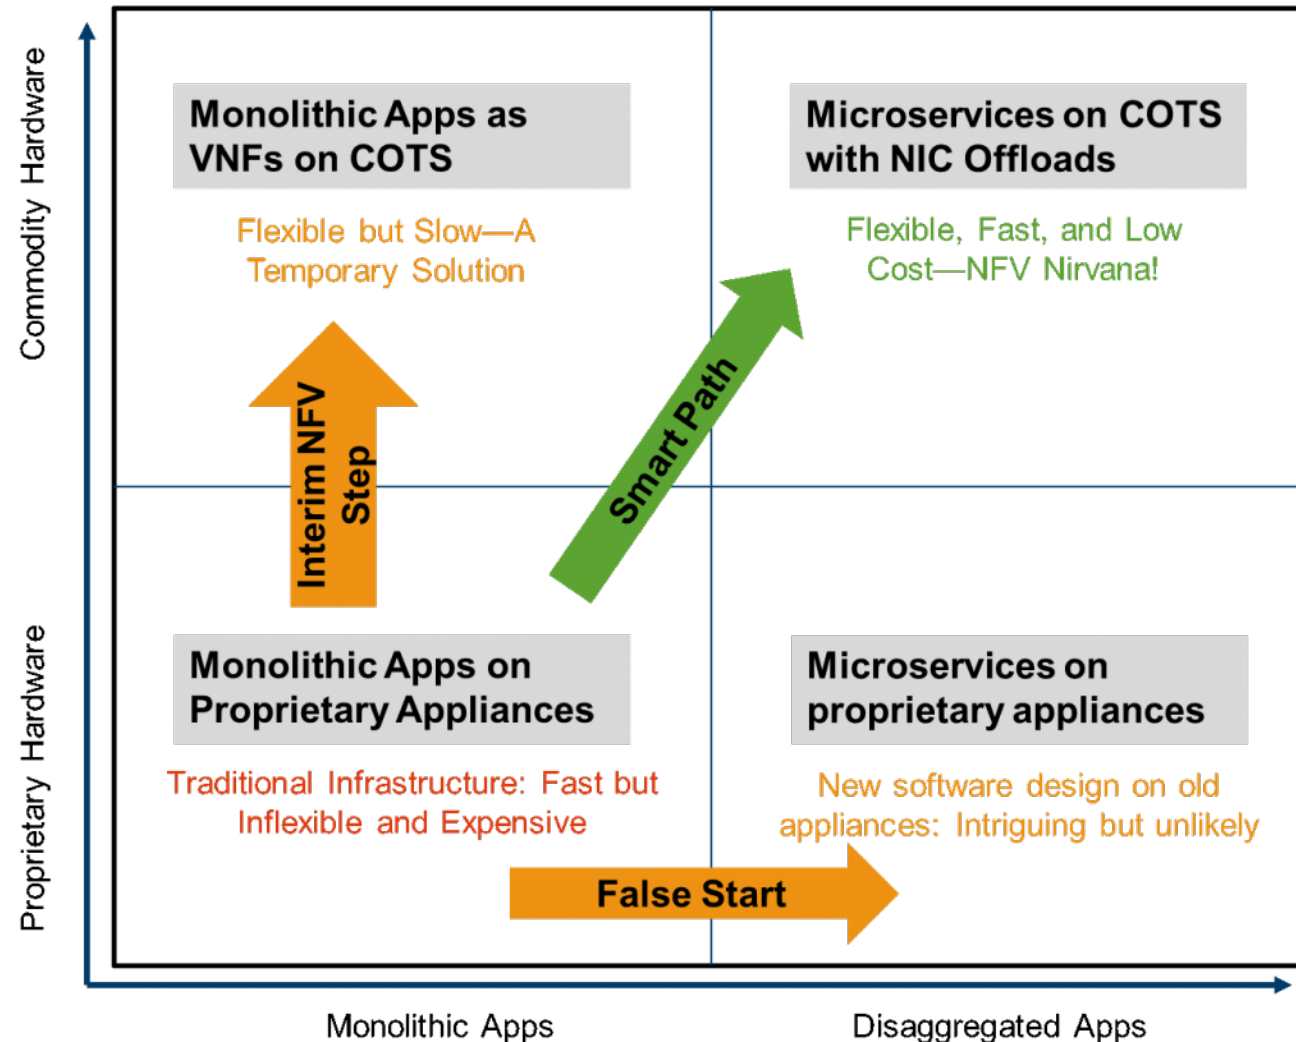 Commodity Hardware
Monolithic Apps as
VNFs on COTS
Flexible but Slow—A
Temporary Solution
Microservices on COTS
with NIC Offloads
Flexible, Fast, and Low
Cost—NFV Nirvana!
Interim NFV
Step
Smart Path
Proprietary Hardware
Monolithic Apps on
Proprietary Appliances
Traditional Infrastructure: Fast but
Inflexible and Expensive
Microservices on
proprietary appliances
New software design on old
appliances: Intriguing but unlikely
False Start
Monolithic Apps
Disaggregated Apps